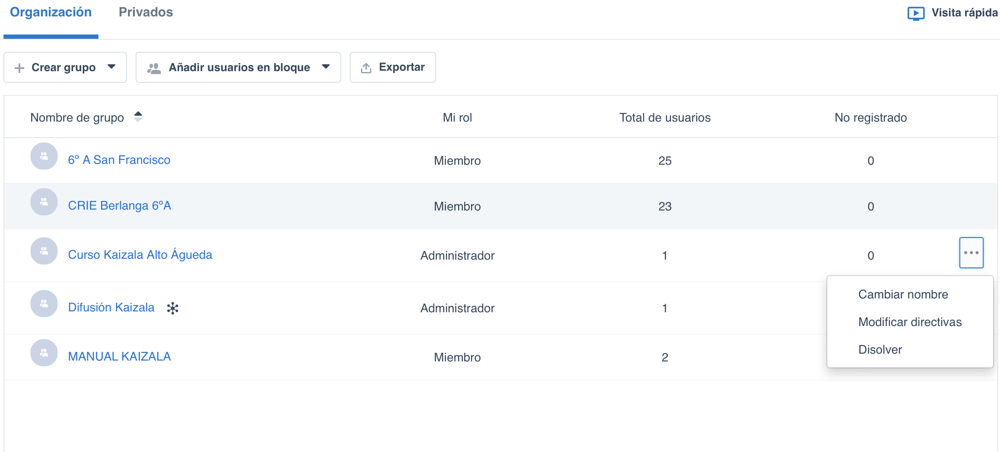 Organización Privados Visita rápida
Crear grupo Añadir usuarios en bloque Exportar
Nombre de grupo Mi rol Total de usuarios No registrado
6º A San Francisco Miembro 25 0
CRIE Berlanga 6ºA Miembro 23 0
Curso Kaizala Alto Águeda Administrador 1 0
Cambiar nombre
Difusión Kaizala Administrador 1
Modificar directivas
Disolver
MANUAL KAIZALA Miembro 2